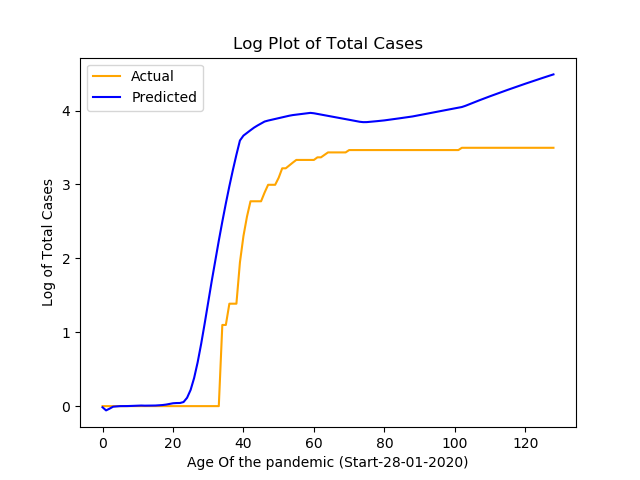 Log Plot of Total Cases
Actual
Predicted
Log of Total Cases
4
3
2
1
0
0 20 40 60 80 100 120
Age Of the pandemic (Start-28-01-2020)